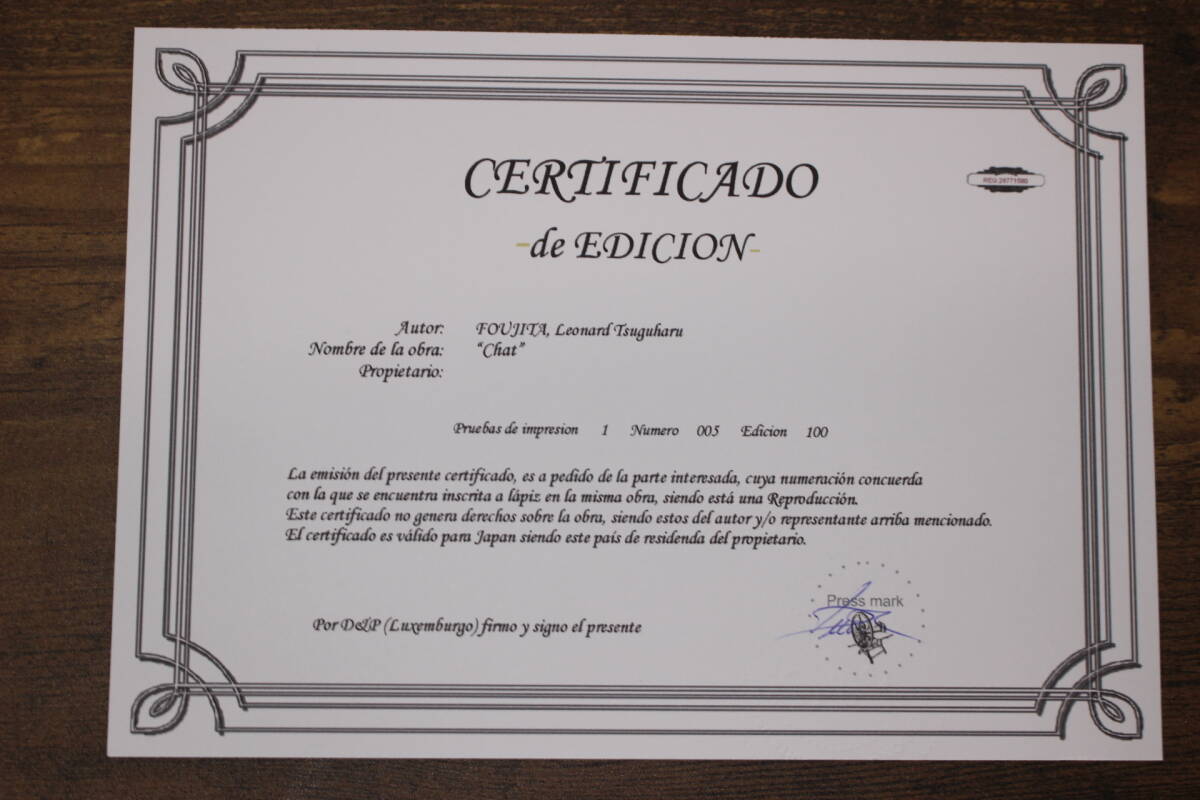 CERTIFICADO
-de EDICION-
Autor: FOUJITA, Leonard Tsuguharu
Nombre de la obra: "Chat"
Propietario:
Pruebas de impresion 1 Numero 005 Edicion 100
La emisión del presente certificado, es a pedido de la parte interesada, cuya numeración concuerda
con la que se encuentra inscrita a lápiz en la misma obra, siendo está una Reproducción.
Este certificado no genera derechos sobre la obra, siendo estos del autor y/o representante arriba mencionado.
El certificado es válido para Japan siendo este país de residenda del propietario.
Press mark
Por D&P (Luxemburgo) firmo y signo el presente